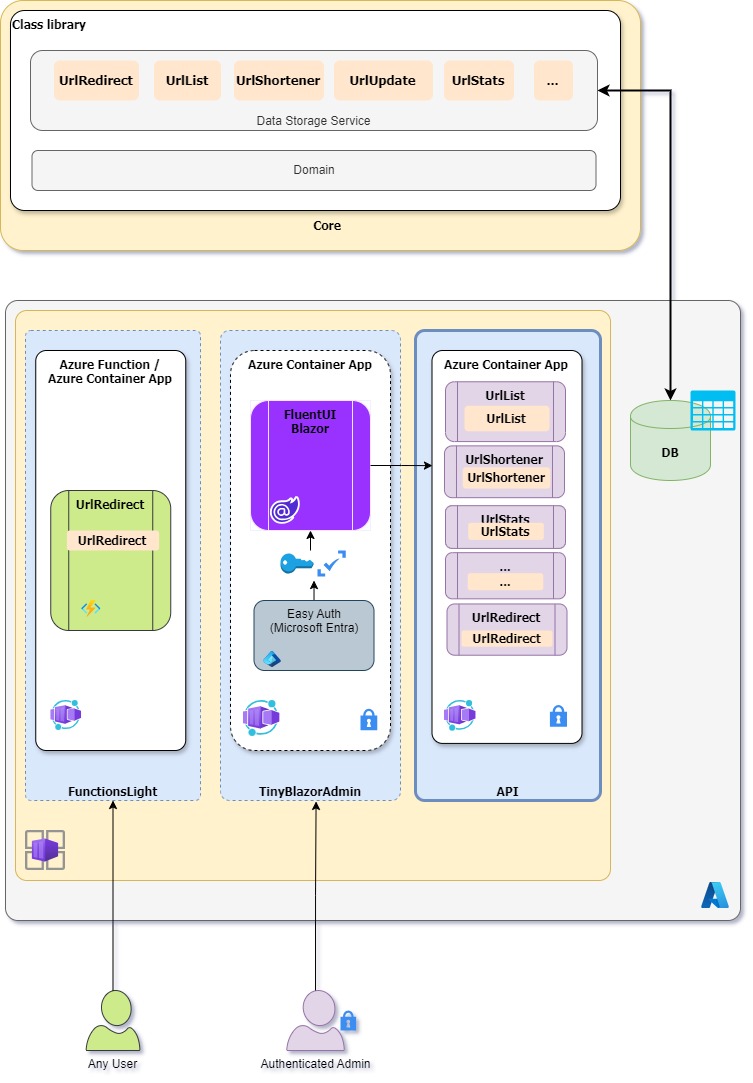 Class library
UrlRedirect
UrlList
UrlShortener
UrlUpdate
UrlStats
...
Data Storage Service
Domain
Core
Azure Function /
Azure Container App
UrlRedirect
UrlRedirect
FunctionsLight
Azure Container App
FluentUI
Blazor
@
Easy Auth
(Microsoft Entra)
TinyBlazorAdmin
Azure Container App
UrlList
UrlList
UrlShortener
UrlShortener
UrlStats
UrlStats
...
...
UrlRedirect
UrlRedirect
API
DB
Any User
Authenticated Admin